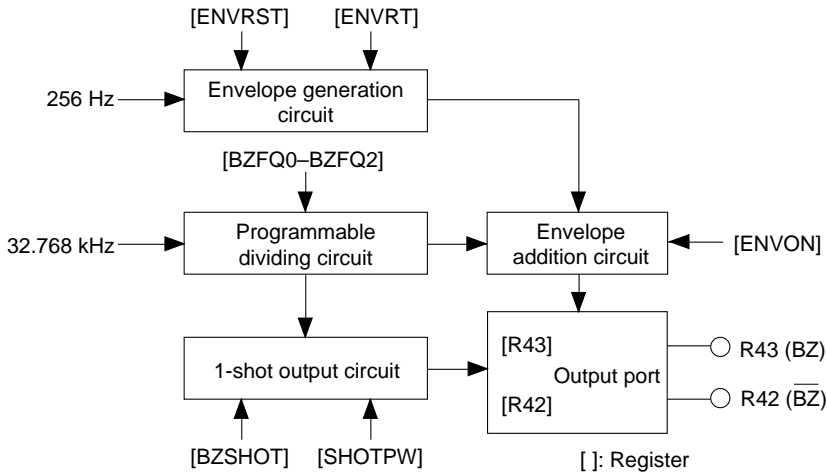 [ENVRST]
[ENVRT]
256 Hz
Envelope generation
circuit
[BZFQ0–BZFQ2]
32.768 kHz
Programmable
dividing circuit
Envelope
addition circuit
[ENVON]
1-shot output circuit
[R43]
Output port
[R42]
R43 (BZ)
R42 (B̅Z̅)
[BZSHOT]
[SHOTPW]
[ ]: Register